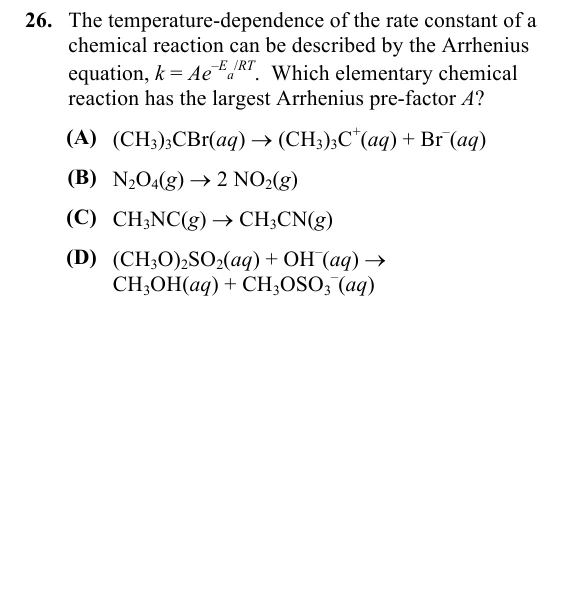 26. The temperature-dependence of the rate constant of a
chemical reaction can be described by the Arrhenius
equation, k = Ae^–E_a/RT. Which elementary chemical
reaction has the largest Arrhenius pre-factor A?
(A) (CH₃)₃CBr(aq) → (CH₃)₃C⁺(aq) + Br⁻(aq)
(B) N₂O₄(g) → 2 NO₂(g)
(C) CH₃NC(g) → CH₃CN(g)
(D) (CH₃O)₂SO₂(aq) + OH⁻(aq) →
CH₃OH(aq) + CH₃OSO₃⁻(aq)